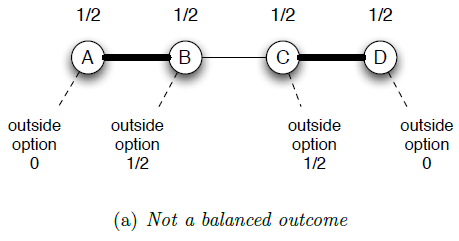 1/2 1/2 1/2 1/2
A B C D
outside outside outside outside
option option option option
0 1/2 1/2 0
(a) Not a balanced outcome